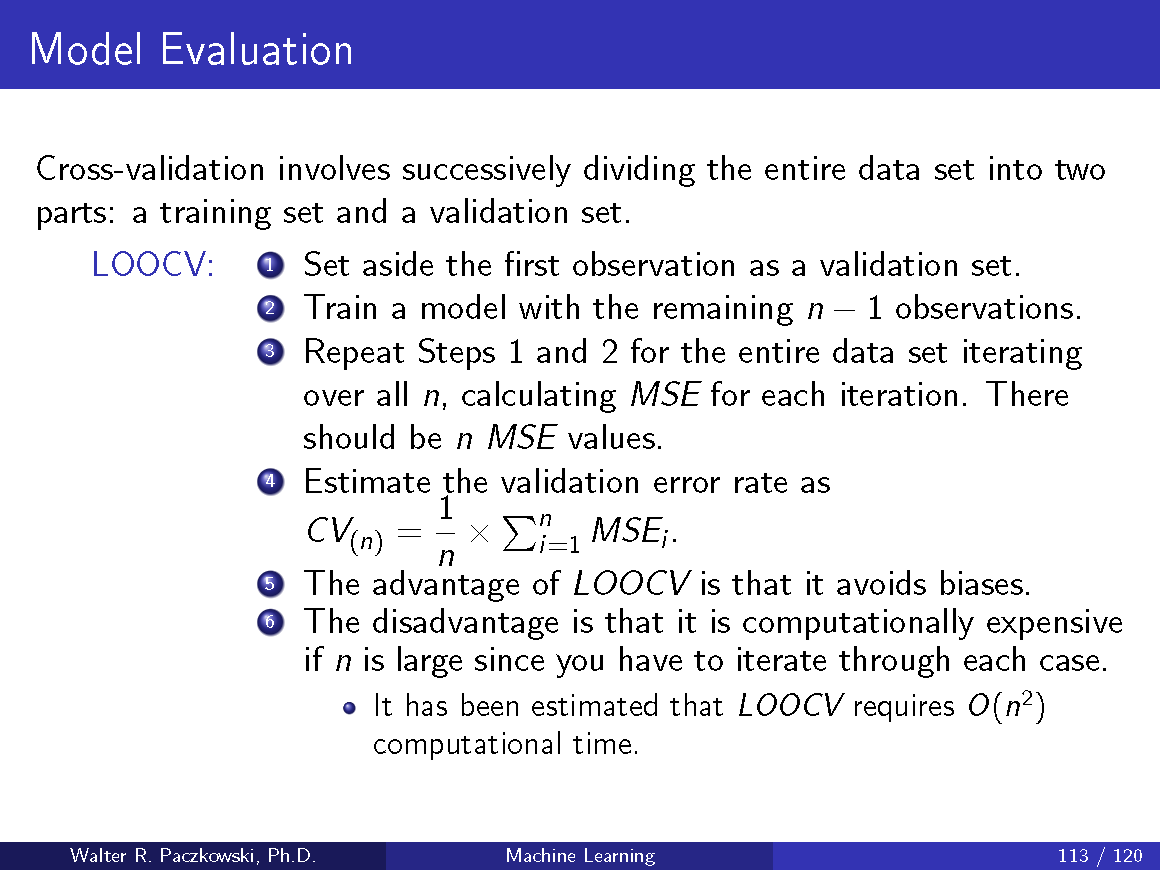 Model Evaluation
Cross-validation involves successively dividing the entire data set into two
parts: a training set and a validation set.
LOOCV: 1 Set aside the first observation as a validation set.
2 Train a model with the remaining n − 1 observations.
3 Repeat Steps 1 and 2 for the entire data set iterating
over all n, calculating MSE for each iteration. There
should be n MSE values.
4 Estimate the validation error rate as
CV(n) = 1/n × ∑ⁿᵢ₌₁ MSEᵢ.
5 The advantage of LOOCV is that it avoids biases.
6 The disadvantage is that it is computationally expensive
if n is large since you have to iterate through each case.
It has been estimated that LOOCV requires O(n²)
computational time.
Walter R. Paczkowski, Ph.D. Machine Learning 113 / 120